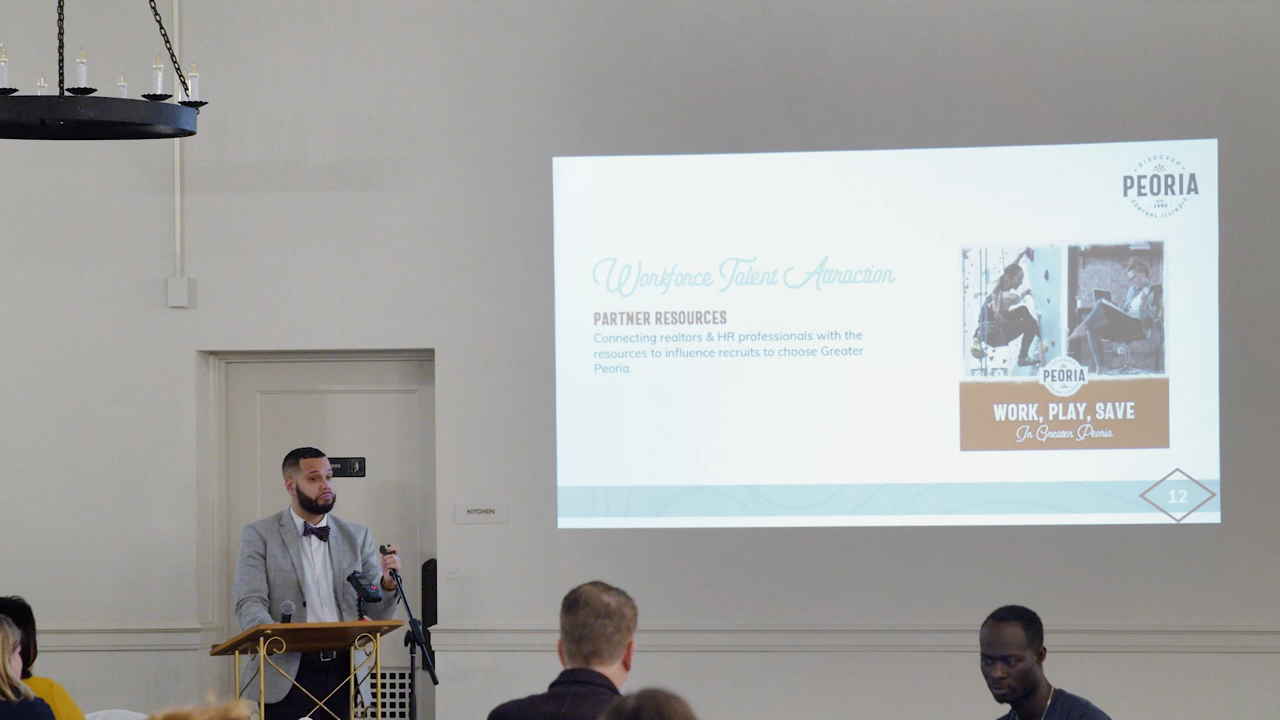 DISCOVER
PEORIA
CENTRAL ILLINOIS
Workforce Talent Attraction
PARTNER RESOURCES
Connecting realtors & HR professionals with the
resources to influence recruits to choose Greater
Peoria.
PEORIA
WORK, PLAY, SAVE
In Greater Peoria
12
KITCHEN